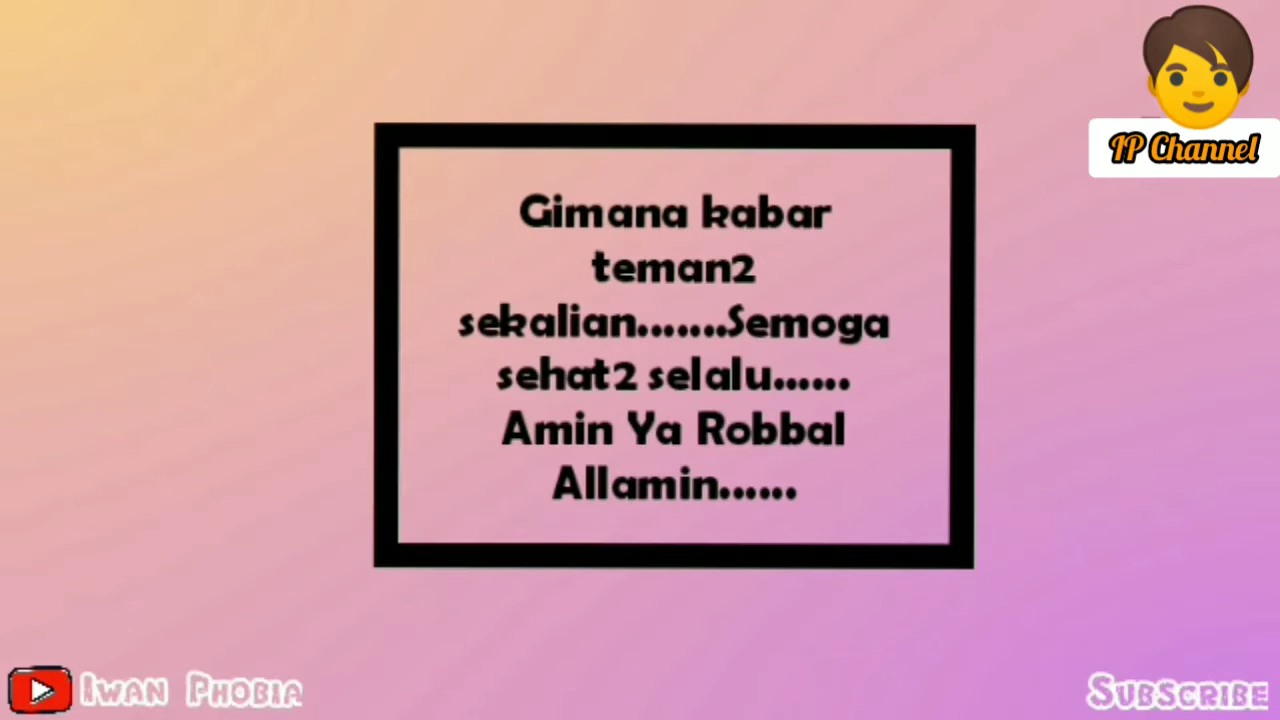 IP Channel
Gimana kabar
teman2
sekalian.......Semoga
sehat2 selalu......
Amin Ya Robbal
Allamin......
Iwan Phobia
Subscribe